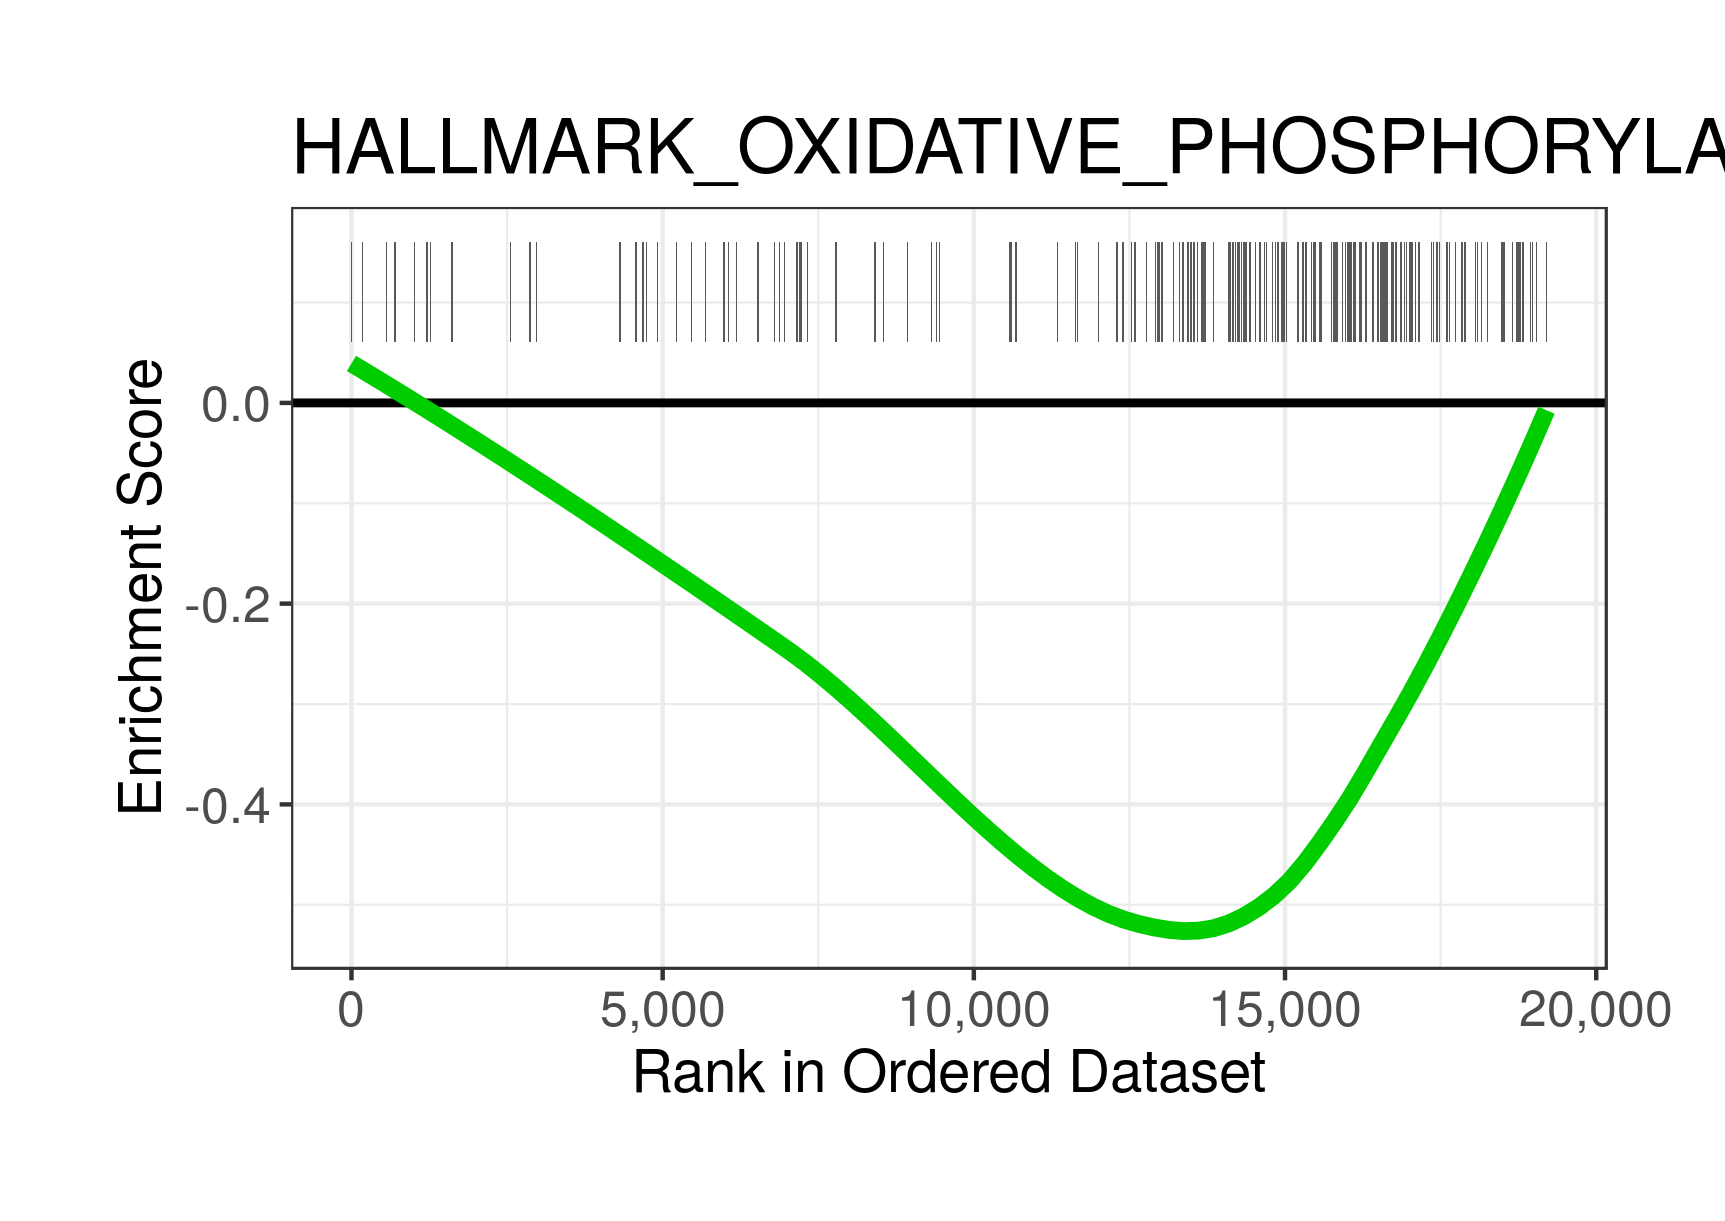 HALLMARK_OXIDATIVE_PHOSPHORYLA
Enrichment Score
0.0
-0.2
-0.4
0
5,000
10,000
15,000
20,000
Rank in Ordered Dataset